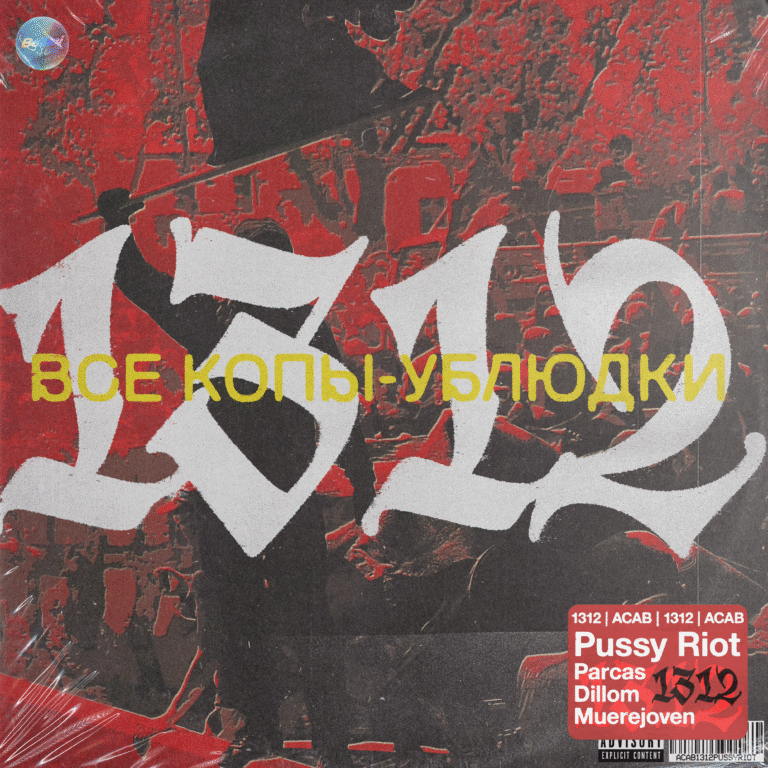 1312
ВСЕ КОПЫ-УБЛЮДКИ
1312 | ACAB | 1312 | ACAB
Pussy Riot
Parcas
Dillom
Muerejoven
1312
ADVISORY
EXPLICIT CONTENT
ACAB1312PUSSYRIOT